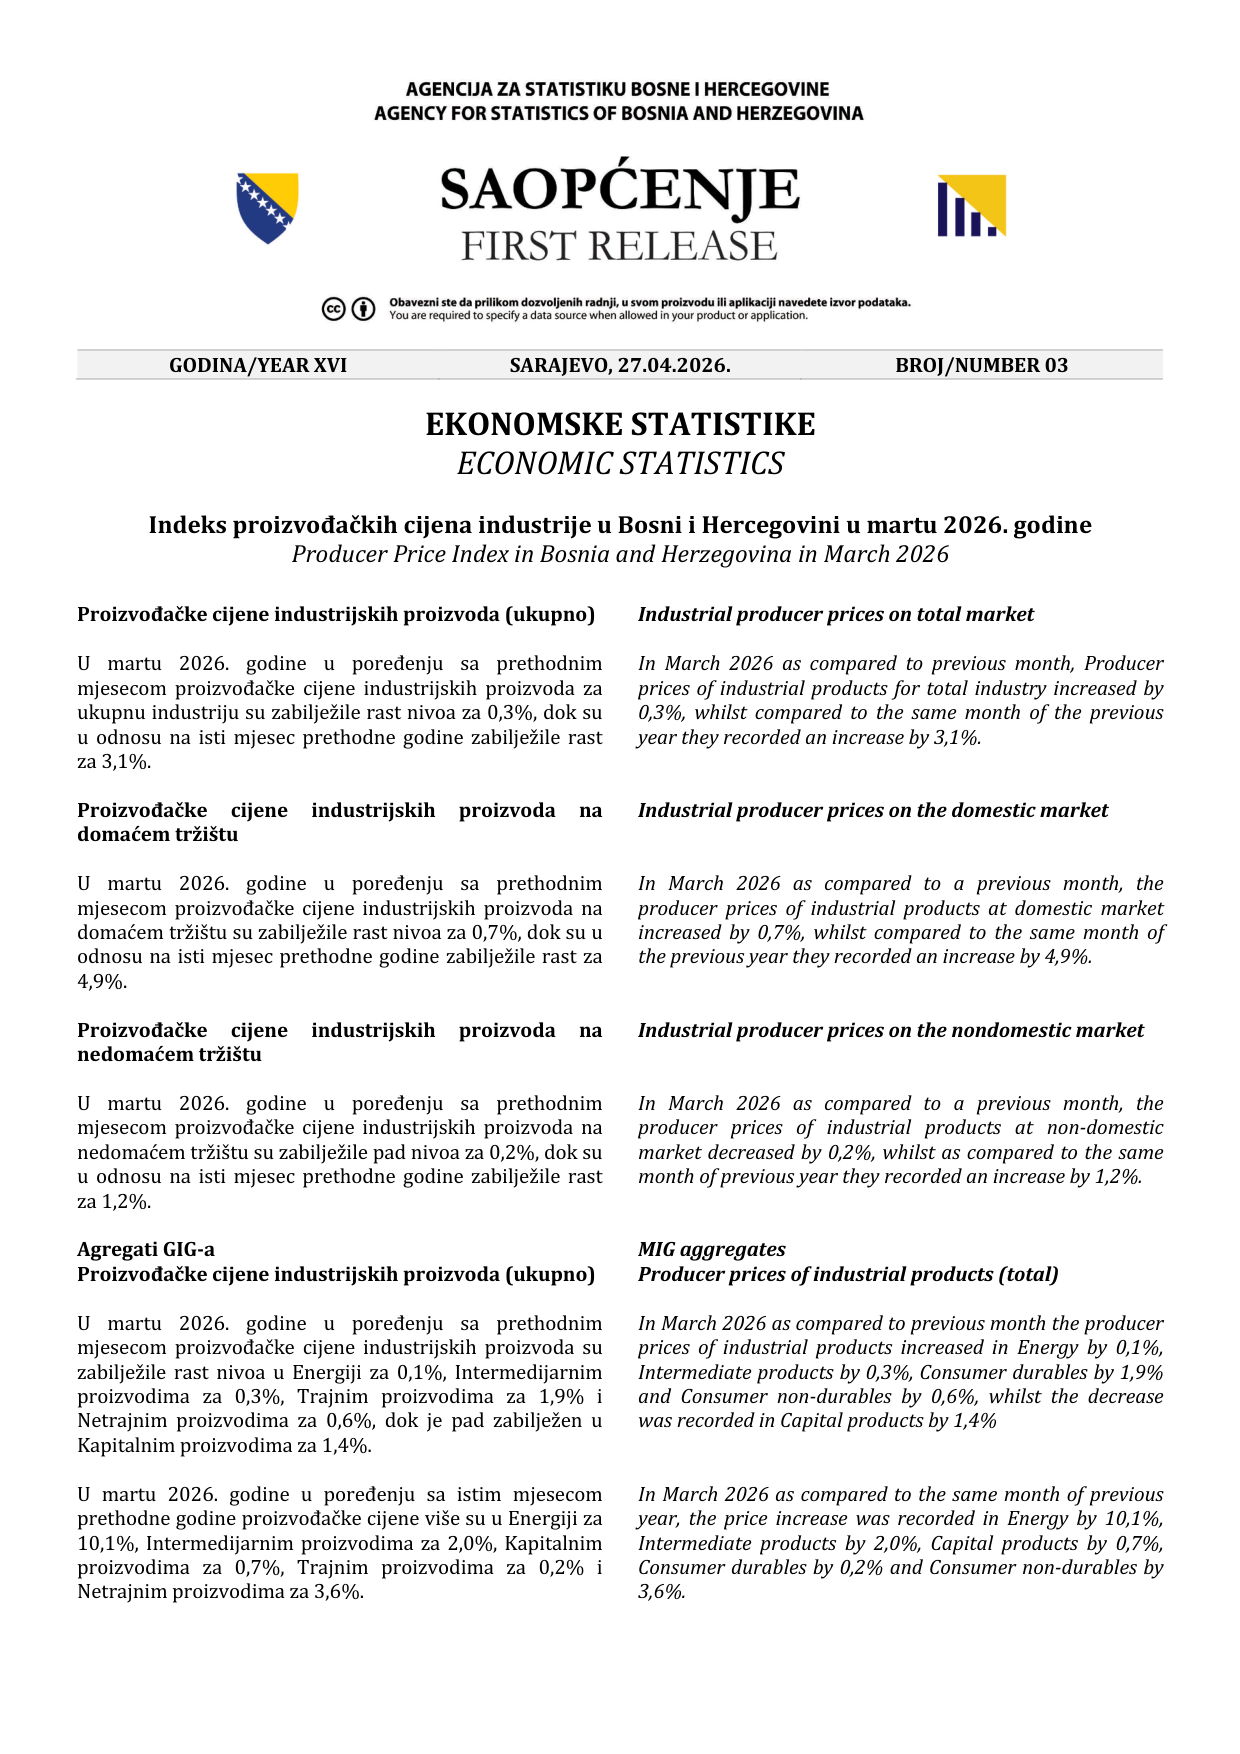 AGENCIJA ZA STATISTIKU BOSNE I HERCEGOVINE
AGENCY FOR STATISTICS OF BOSNIA AND HERZEGOVINA
SAOPĆENJE
FIRST RELEASE
cc
Obavezni ste da prilikom dozvoljenih radnji, u svom proizvodu ili aplikaciji navedete izvor podataka.
You are required to specify a data source when allowed in your product or application.
GODINA/YEAR XVI SARAJEVO, 27.04.2026. BROJ/NUMBER 03
EKONOMSKE STATISTIKE
ECONOMIC STATISTICS
Indeks proizvođačkih cijena industrije u Bosni i Hercegovini u martu 2026. godine
Producer Price Index in Bosnia and Herzegovina in March 2026
Proizvođačke cijene industrijskih proizvoda (ukupno)
U martu 2026. godine u poređenju sa prethodnim
mjesecom proizvođačke cijene industrijskih proizvoda za
ukupnu industriju su zabilježile rast nivoa za 0,3%, dok su
u odnosu na isti mjesec prethodne godine zabilježile rast
za 3,1%.
Proizvođačke cijene industrijskih proizvoda na
domaćem tržištu
U martu 2026. godine u poređenju sa prethodnim
mjesecom proizvođačke cijene industrijskih proizvoda na
domaćem tržištu su zabilježile rast nivoa za 0,7%, dok su u
odnosu na isti mjesec prethodne godine zabilježile rast za
4,9%.
Proizvođačke cijene industrijskih proizvoda na
nedomaćem tržištu
U martu 2026. godine u poređenju sa prethodnim
mjesecom proizvođačke cijene industrijskih proizvoda na
nedomaćem tržištu su zabilježile pad nivoa za 0,2%, dok su
u odnosu na isti mjesec prethodne godine zabilježile rast
za 1,2%.
Agregati GIG-a
Proizvođačke cijene industrijskih proizvoda (ukupno)
U martu 2026. godine u poređenju sa prethodnim
mjesecom proizvođačke cijene industrijskih proizvoda su
zabilježile rast nivoa u Energiji za 0,1%, Intermedijarnim
proizvodima za 0,3%, Trajnim proizvodima za 1,9% i
Netrajnim proizvodima za 0,6%, dok je pad zabilježen u
Kapitalnim proizvodima za 1,4%.
U martu 2026. godine u poređenju sa istim mjesecom
prethodne godine proizvođačke cijene više su u Energiji za
10,1%, Intermedijarnim proizvodima za 2,0%, Kapitalnim
proizvodima za 0,7%, Trajnim proizvodima za 0,2% i
Netrajnim proizvodima za 3,6%.
Industrial producer prices on total market
In March 2026 as compared to previous month, Producer
prices of industrial products for total industry increased by
0,3%, whilst compared to the same month of the previous
year they recorded an increase by 3,1%.
Industrial producer prices on the domestic market
In March 2026 as compared to a previous month, the
producer prices of industrial products at domestic market
increased by 0,7%, whilst compared to the same month of
the previous year they recorded an increase by 4,9%.
Industrial producer prices on the nondomestic market
In March 2026 as compared to a previous month, the
producer prices of industrial products at non-domestic
market decreased by 0,2%, whilst as compared to the same
month of previous year they recorded an increase by 1,2%.
MIG aggregates
Producer prices of industrial products (total)
In March 2026 as compared to previous month the producer
prices of industrial products increased in Energy by 0,1%,
Intermediate products by 0,3%, Consumer durables by 1,9%
and Consumer non-durables by 0,6%, whilst the decrease
was recorded in Capital products by 1,4%
In March 2026 as compared to the same month of previous
year, the price increase was recorded in Energy by 10,1%,
Intermediate products by 2,0%, Capital products by 0,7%,
Consumer durables by 0,2% and Consumer non-durables by
3,6%.